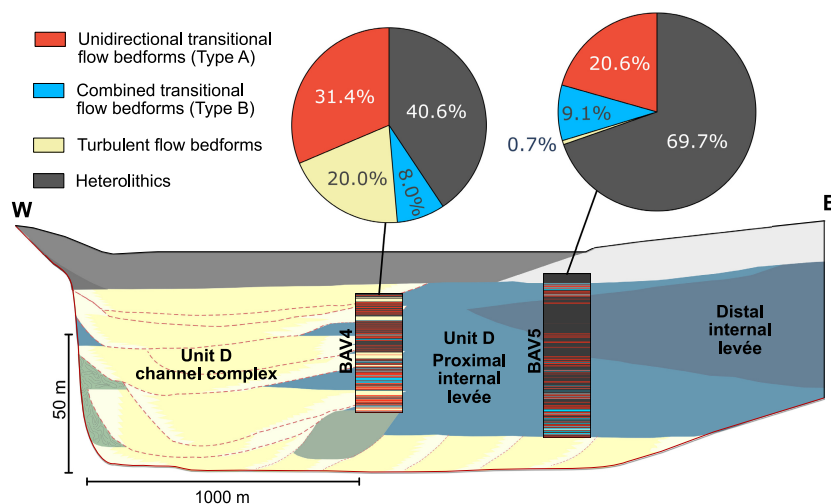 Unidirectional transitional
flow bedforms (Type A)
Combined transitional
flow bedforms (Type B)
Turbulent flow bedforms
Heterolithics
31.4%
40.6%
20.0%
8.0%
20.6%
9.1%
0.7%
69.7%
W
E
BAV4
BAV5
Unit D
channel complex
Unit D
Proximal
internal
levée
Distal
internal
levée
50 m
1000 m